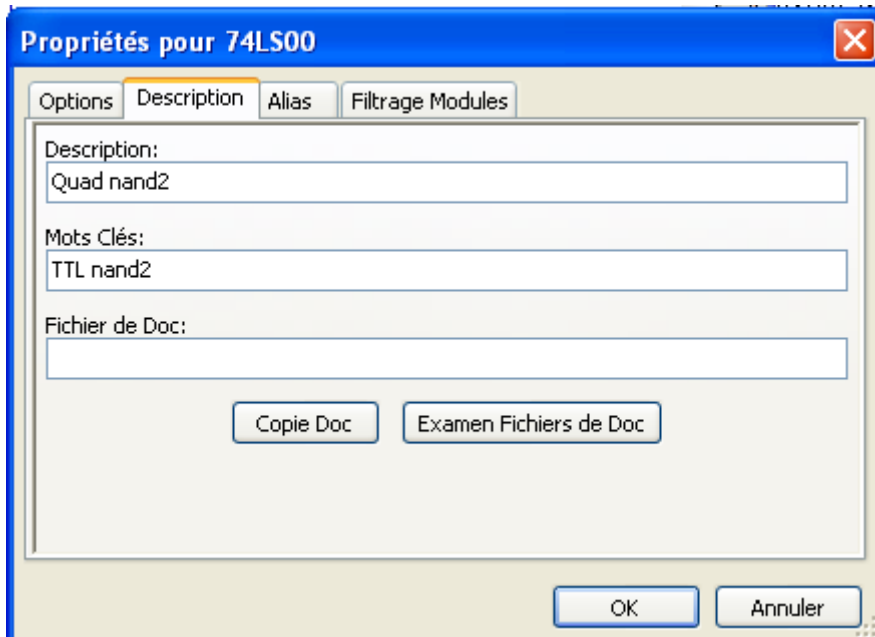 Propriétés pour 74LS00
Options Description Alias Filtrage Modules
Description:
Quad nand2
Mots Clés:
TTL nand2
Fichier de Doc:
Copie Doc Examen Fichiers de Doc
OK Annuler